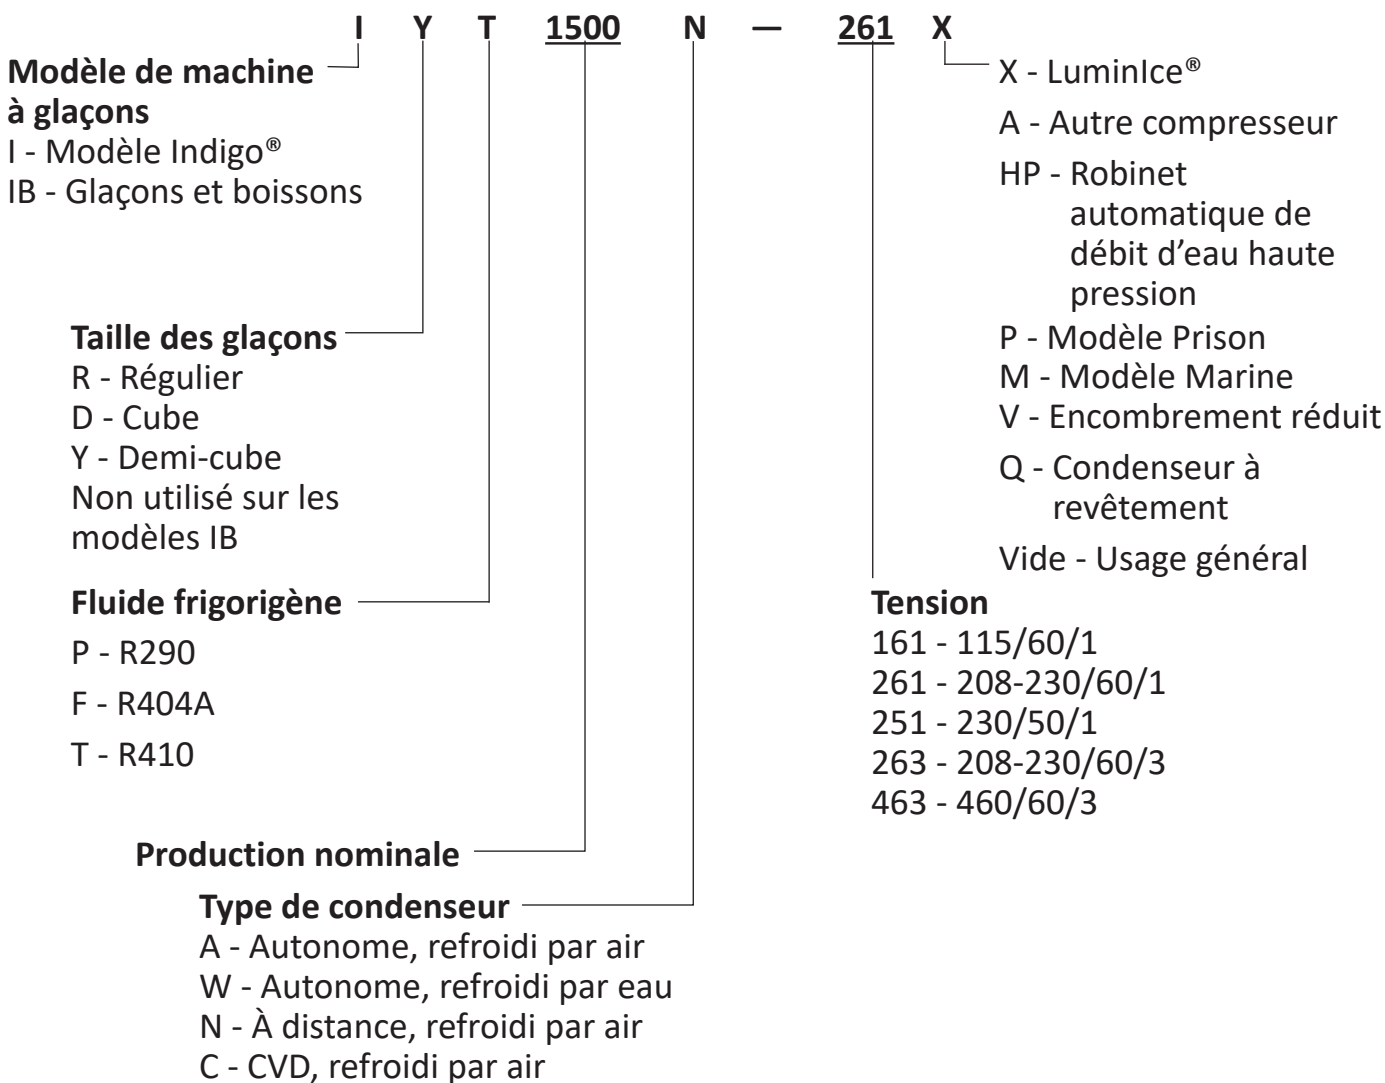 I Y T 1500 N — 261 X
Modèle de machine
à glaçons
I - Modèle Indigo®
IB - Glaçons et boissons
Taille des glaçons
R - Régulier
D - Cube
Y - Demi-cube
Non utilisé sur les
modèles IB
Fluide frigorigène
P - R290
F - R404A
T - R410
Production nominale
Type de condenseur
A - Autonome, refroidi par air
W - Autonome, refroidi par eau
N - À distance, refroidi par air
C - CVD, refroidi par air
X - LuminIce®
A - Autre compresseur
HP - Robinet
automatique de
débit d’eau haute
pression
P - Modèle Prison
M - Modèle Marine
V - Encombrement réduit
Q - Condenseur à
revêtement
Vide - Usage général
Tension
161 - 115/60/1
261 - 208-230/60/1
251 - 230/50/1
263 - 208-230/60/3
463 - 460/60/3